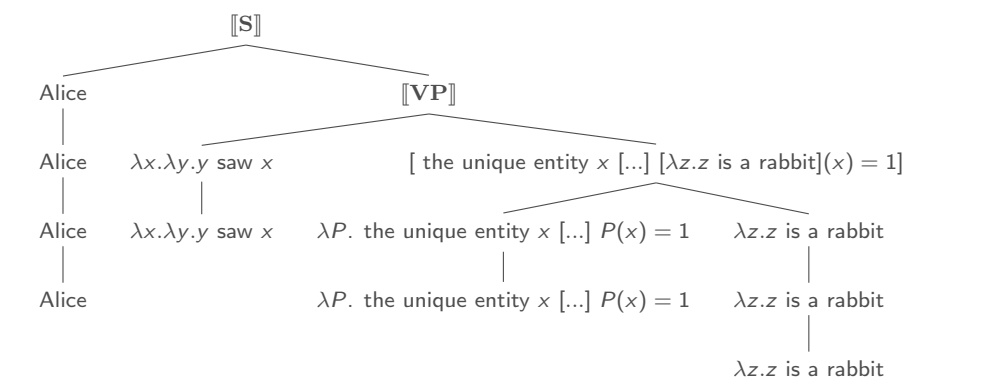 ⟦S⟧
Alice ⟦VP⟧
Alice λx.λy.y saw x [ the unique entity x [...] [λz.z is a rabbit](x) = 1]
Alice λx.λy.y saw x λP. the unique entity x [...] P(x) = 1 λz.z is a rabbit
Alice λP. the unique entity x [...] P(x) = 1 λz.z is a rabbit
λz.z is a rabbit